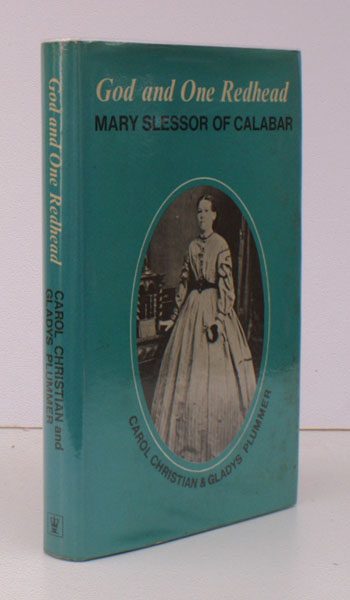 God and One Redhead
MARY SLESSOR OF CALABAR
CAROL CHRISTIAN & GLADYS PLUMMER
God and One Redhead
CAROL CHRISTIAN and
GLADYS PLUMMER